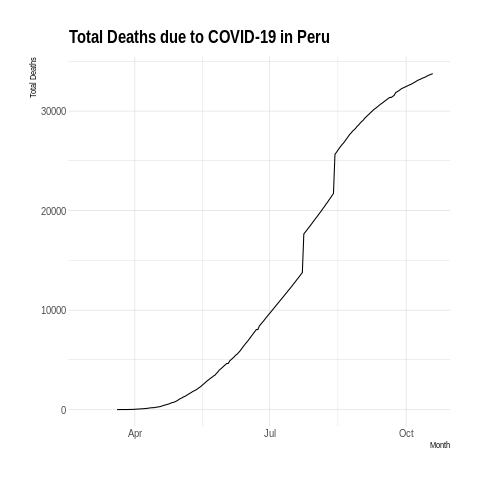 Total Deaths due to COVID-19 in Peru
Total Deaths
30000
20000
10000
0
Apr
Jul
Oct
Month